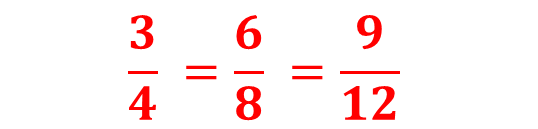 3/4 = 6/8 = 9/12